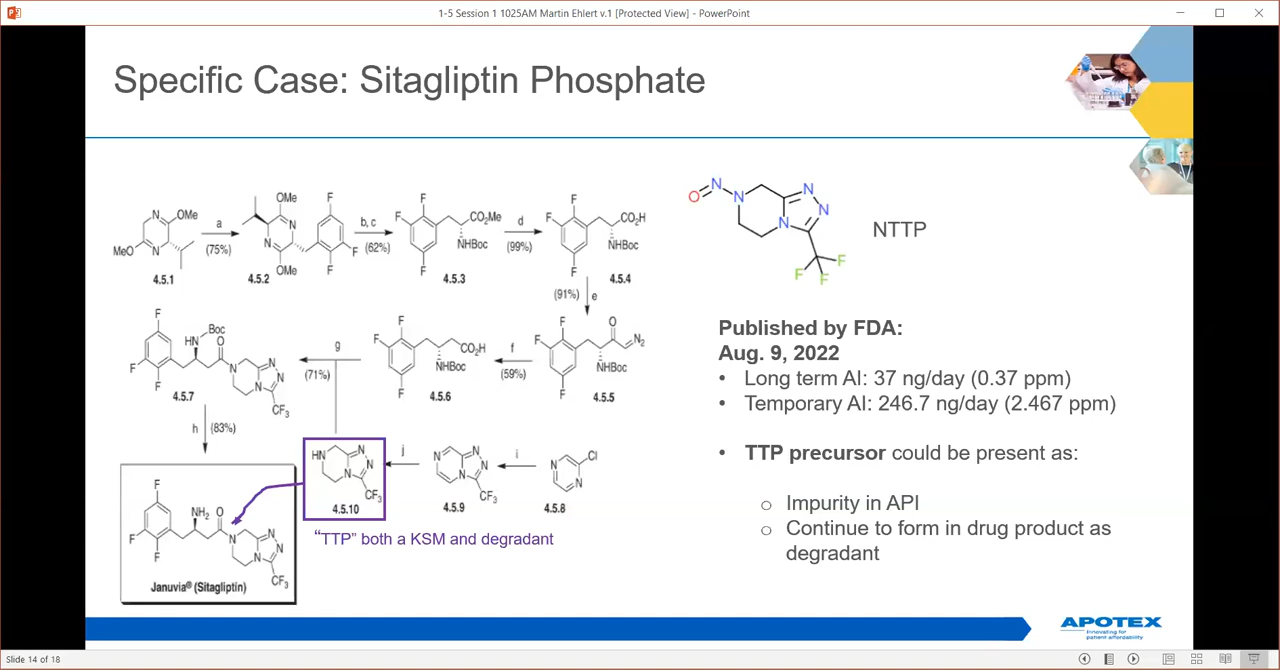 1-5 Session 1 1025AM Martin Ehlert v.1 [Protected View] - PowerPoint
Specific Case: Sitagliptin Phosphate
N OMe
MeO N
4.5.1
a
(75%)
OMe
N
N
OMe
F
F
F
4.5.2
b, c
(62%)
F
F
CO₂Me
NHBoc
F
4.5.3
d
(99%)
F
F
CO₂H
NHBoc
F
4.5.4
(91%) e
F
F
O
N₂
NHBoc
F
4.5.5
f
(59%)
F
F
CO₂H
NHBoc
F
4.5.6
g
(71%)
F
F
F
HN Boc
O
N
N
N
N
CF₃
4.5.7
h (83%)
HN
N
N
N
CF₃
4.5.10
j
N
N
N
N
CF₃
4.5.9
i
N Cl
N
4.5.8
F
F
F
NH₂ O
N
N
N
N
CF₃
Januvia® (Sitagliptin)
“TTP” both a KSM and degradant
O N N N N N
F F F
NTTP
Published by FDA:
Aug. 9, 2022
• Long term AI: 37 ng/day (0.37 ppm)
• Temporary AI: 246.7 ng/day (2.467 ppm)
• TTP precursor could be present as:
o Impurity in API
o Continue to form in drug product as
degradant
APOTEX
Innovating for
patient affordability
Slide 14 of 18